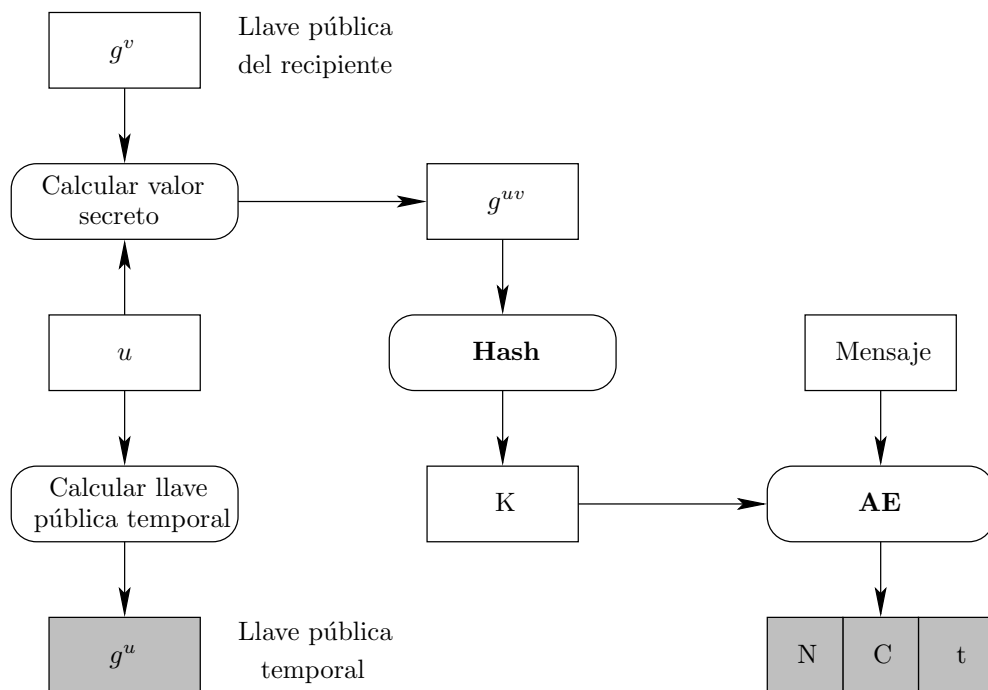 g^v
Llave pública
del recipiente
Calcular valor
secreto
g^{uv}
u
Hash
Mensaje
Calcular llave
pública temporal
K
AE
g^u
Llave pública
temporal
N
C
t